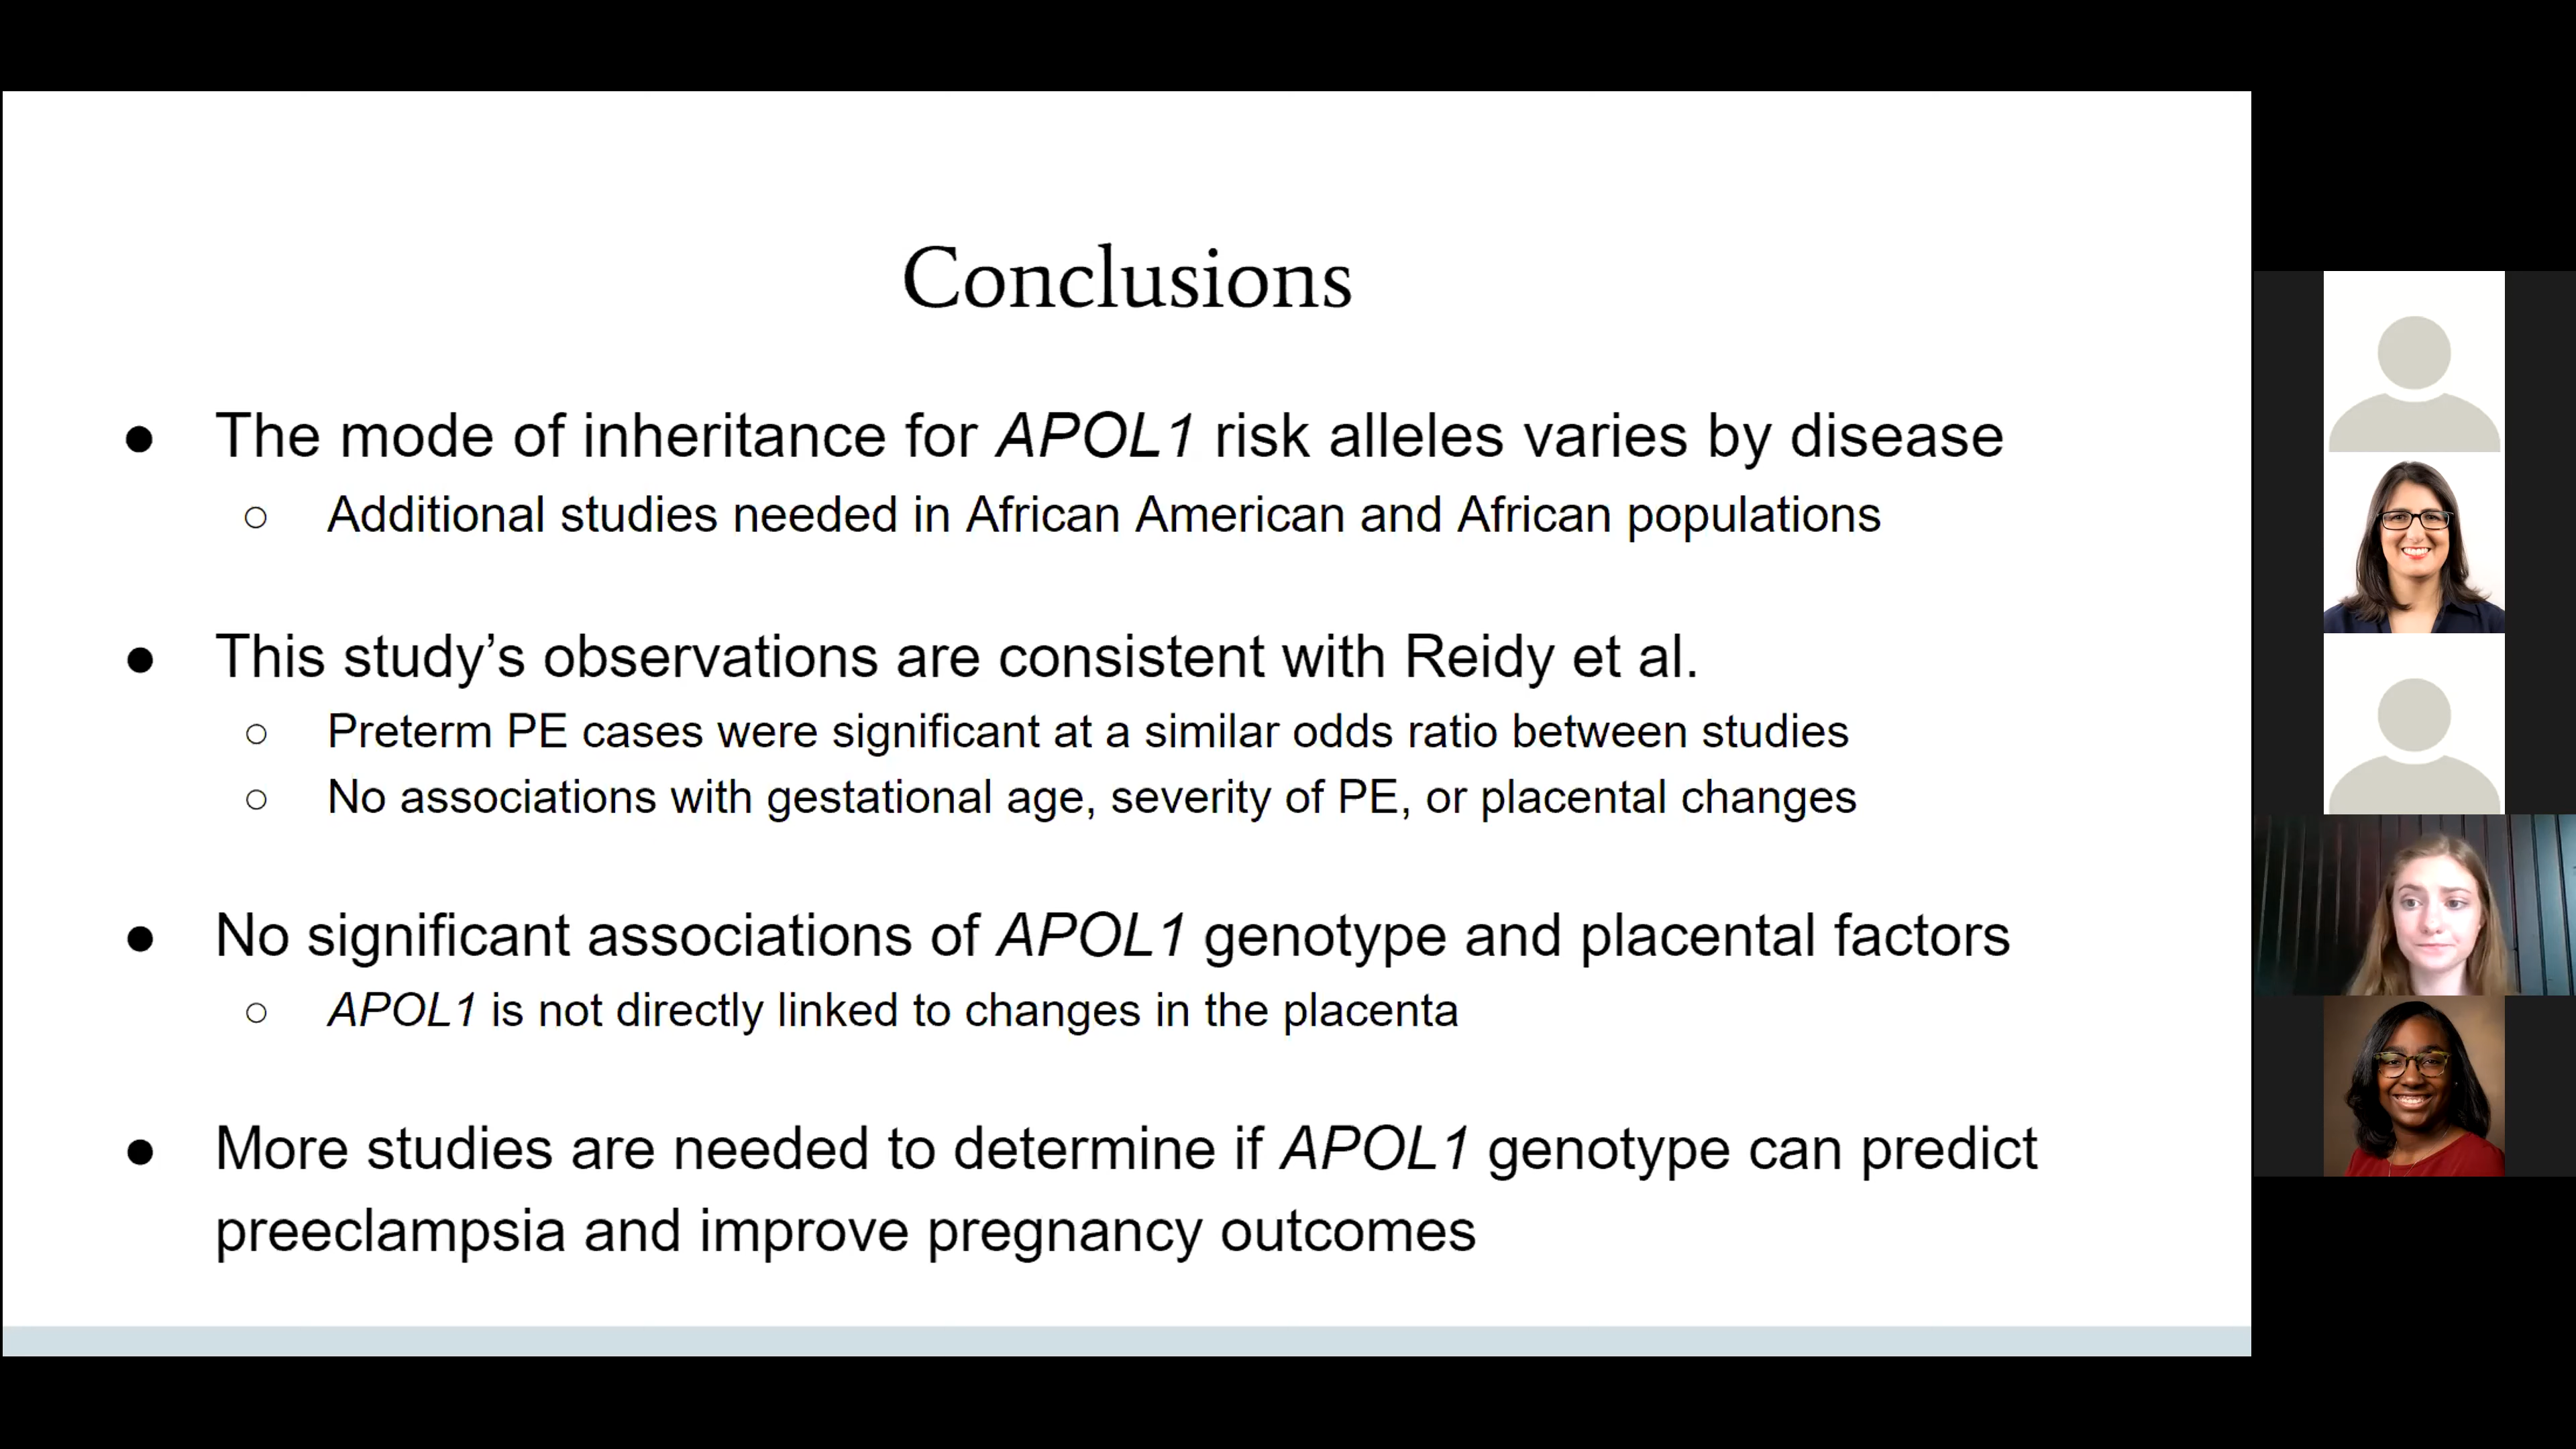 Conclusions
● The mode of inheritance for APOL1 risk alleles varies by disease
○ Additional studies needed in African American and African populations
● This study’s observations are consistent with Reidy et al.
○ Preterm PE cases were significant at a similar odds ratio between studies
○ No associations with gestational age, severity of PE, or placental changes
● No significant associations of APOL1 genotype and placental factors
○ APOL1 is not directly linked to changes in the placenta
● More studies are needed to determine if APOL1 genotype can predict
preeclampsia and improve pregnancy outcomes